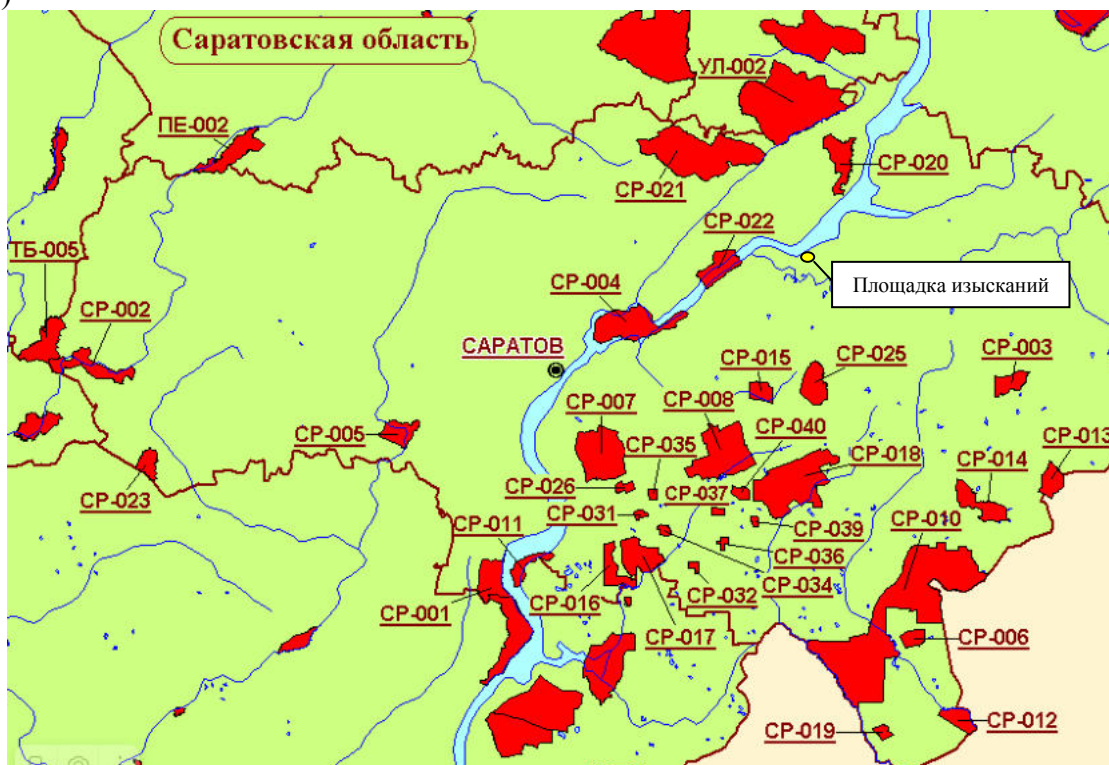 )
Саратовская область
УЛ-002
ПЕ-002
СР-020
СР-021
СР-022
ТБ-005
Площадка изысканий
СР-004
СР-002
САРАТОВ
СР-015
СР-025
СР-003
СР-007
СР-008
СР-005
СР-035
СР-040
СР-013
СР-018
СР-014
СР-023
СР-026
СР-037
СР-031
СР-010
СР-011
СР-039
СР-036
СР-034
СР-032
СР-016
СР-001
СР-017
СР-006
СР-012
СР-019